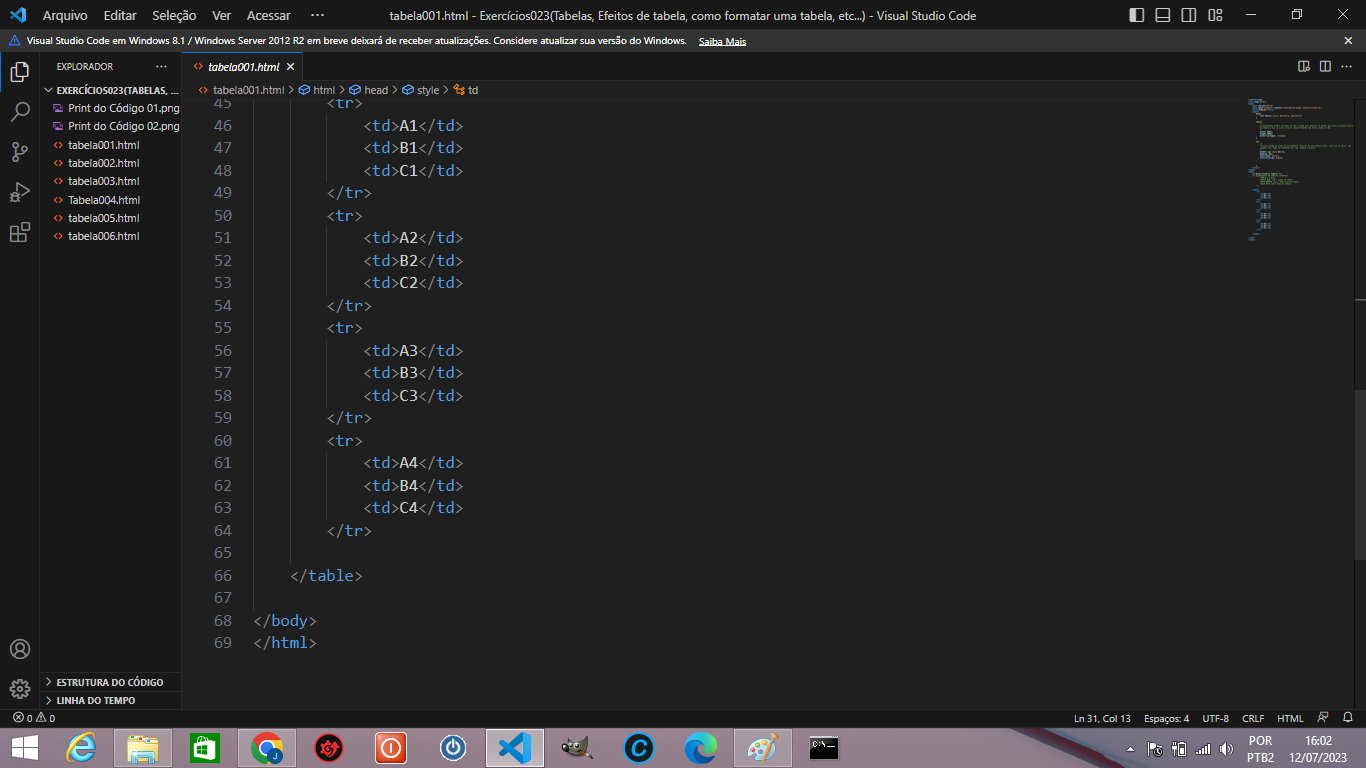 Arquivo Editar Seleção Ver Acessar ··· tabela001.html - Exercícios023(Tabelas, Efeitos de tabela, como formatar uma tabela, etc...) - Visual Studio Code
Visual Studio Code em Windows 8.1 / Windows Server 2012 R2 em breve deixará de receber atualizações. Considere atualizar sua versão do Windows. Saiba Mais
EXPLORADOR ···
EXERCÍCIOS023(TABELAS, ...
Print do Código 01.png
Print do Código 02.png
tabela001.html
tabela002.html
tabela003.html
Tabela004.html
tabela005.html
tabela006.html
ESTRUTURA DO CÓDIGO
LINHA DO TEMPO
tabela001.html
tabela001.html > html > head > style > td
45 <tr>
46 <td>A1</td>
47 <td>B1</td>
48 <td>C1</td>
49 </tr>
50 <tr>
51 <td>A2</td>
52 <td>B2</td>
53 <td>C2</td>
54 </tr>
55 <tr>
56 <td>A3</td>
57 <td>B3</td>
58 <td>C3</td>
59 </tr>
60 <tr>
61 <td>A4</td>
62 <td>B4</td>
63 <td>C4</td>
64 </tr>
65
66 </table>
67
68 </body>
69 </html>
0 0 Ln 31, Col 13 Espaços: 4 UTF-8 CRLF HTML
POR 16:02
PTB2 12/07/2023